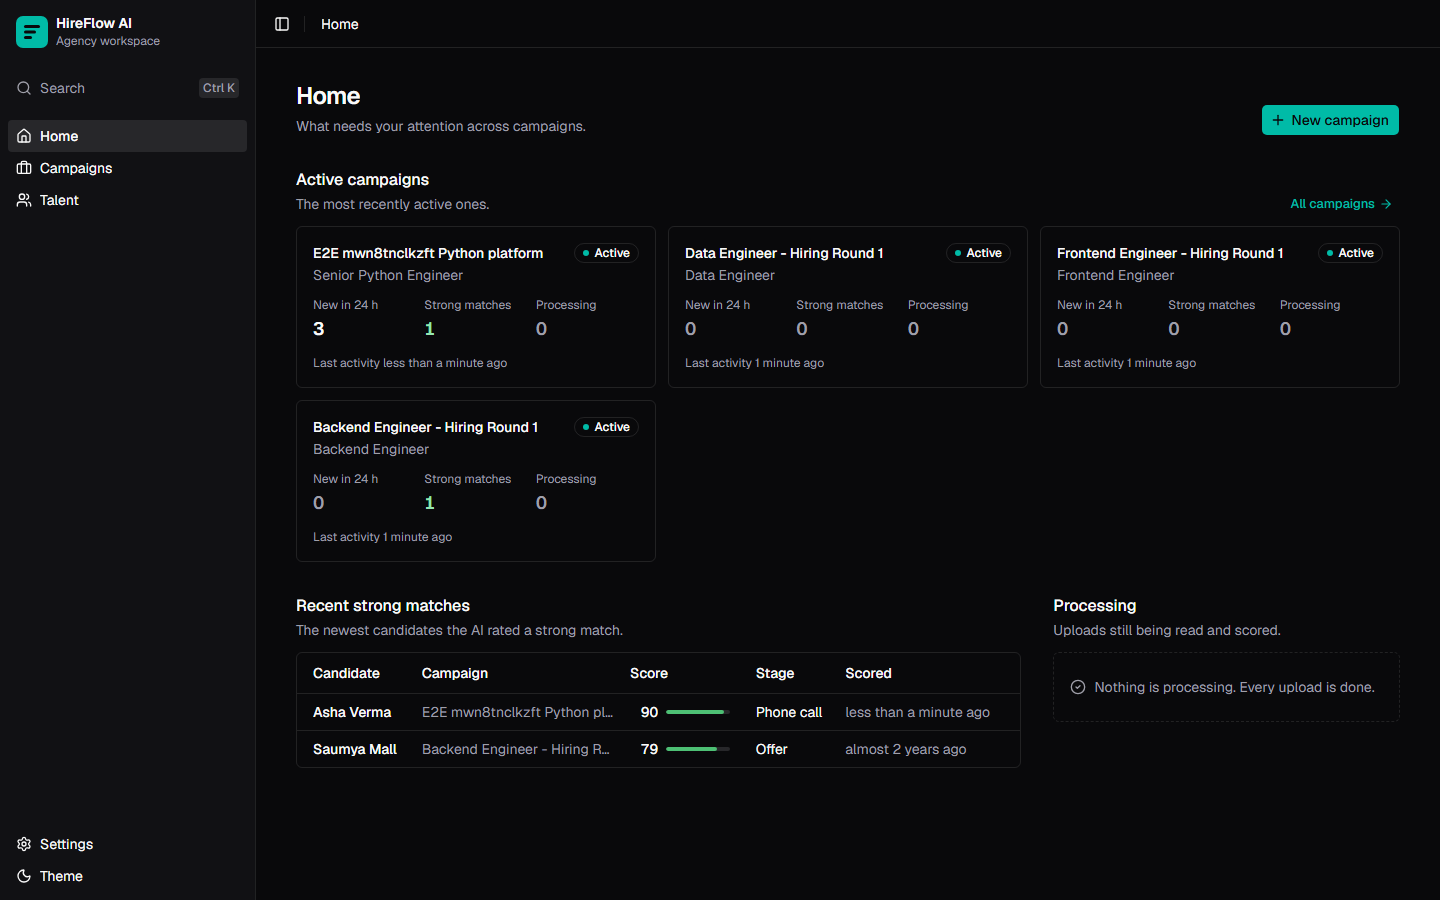 HireFlow AI
Agency workspace
Search Ctrl K
Home
Campaigns
Talent
Settings
Theme
Home
Home
What needs your attention across campaigns.
+ New campaign
Active campaigns
The most recently active ones.
All campaigns →
E2E mwn8tnclkzft Python platform Active
Senior Python Engineer
New in 24 h Strong matches Processing
3 1 0
Last activity less than a minute ago
Data Engineer - Hiring Round 1 Active
Data Engineer
New in 24 h Strong matches Processing
0 0 0
Last activity 1 minute ago
Frontend Engineer - Hiring Round 1 Active
Frontend Engineer
New in 24 h Strong matches Processing
0 0 0
Last activity 1 minute ago
Backend Engineer - Hiring Round 1 Active
Backend Engineer
New in 24 h Strong matches Processing
0 1 0
Last activity 1 minute ago
Recent strong matches
The newest candidates the AI rated a strong match.
Candidate Campaign Score Stage Scored
Asha Verma E2E mwn8tnclkzft Python pl... 90 Phone call less than a minute ago
Saumya Mall Backend Engineer - Hiring R... 79 Offer almost 2 years ago
Processing
Uploads still being read and scored.
Nothing is processing. Every upload is done.